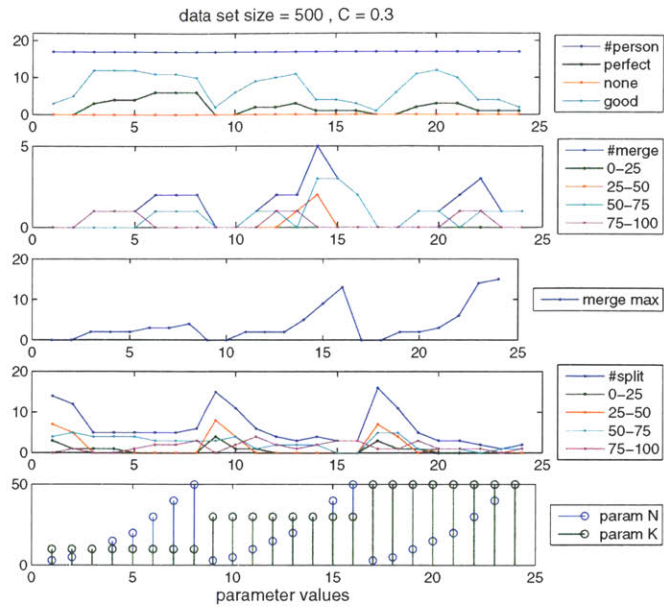 data set size = 500 , C = 0.3
20
10
0
0 5 10 15 20 25
#person
perfect
none
good
5
0
0 5 10 15 20 25
#merge
0-25
25-50
50-75
75-100
20
10
0
0 5 10 15 20 25
merge max
20
10
0
0 5 10 15 20 25
#split
0-25
25-50
50-75
75-100
50
0
0 5 10 15 20 25
param N
param K
parameter values